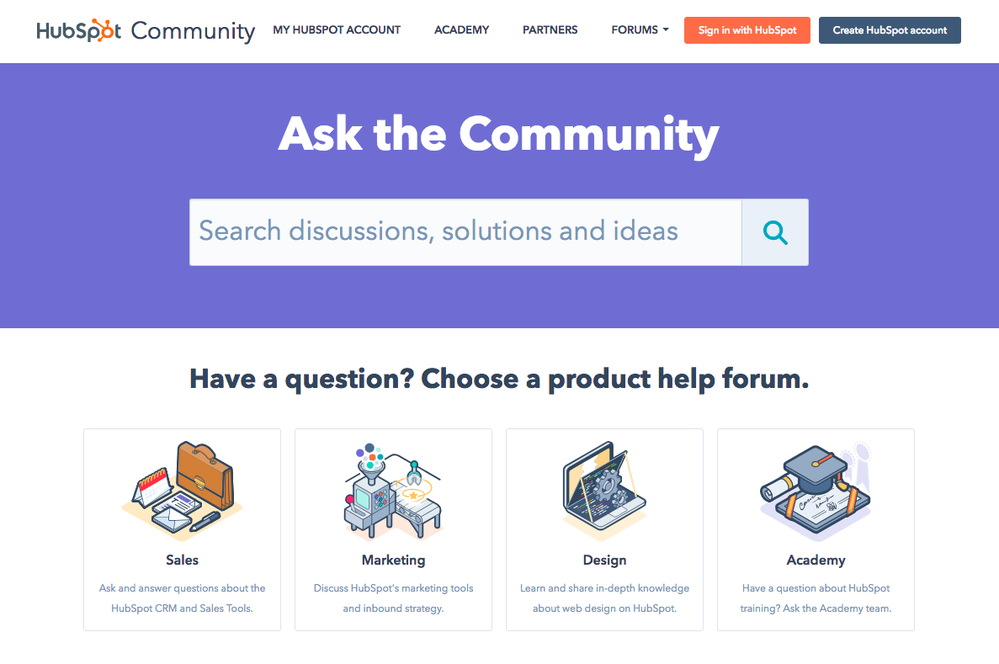 HubSpot Community
MY HUBSPOT ACCOUNT
ACADEMY
PARTNERS
FORUMS
Sign in with HubSpot
Create HubSpot account
Ask the Community
Search discussions, solutions and ideas
Have a question? Choose a product help forum.
Sales
Ask and answer questions about the
HubSpot CRM and Sales Tools.
Marketing
Discuss HubSpot's marketing tools
and inbound strategy.
Design
Learn and share in-depth knowledge
about web design on HubSpot.
Academy
Have a question about HubSpot
training? Ask the Academy team.